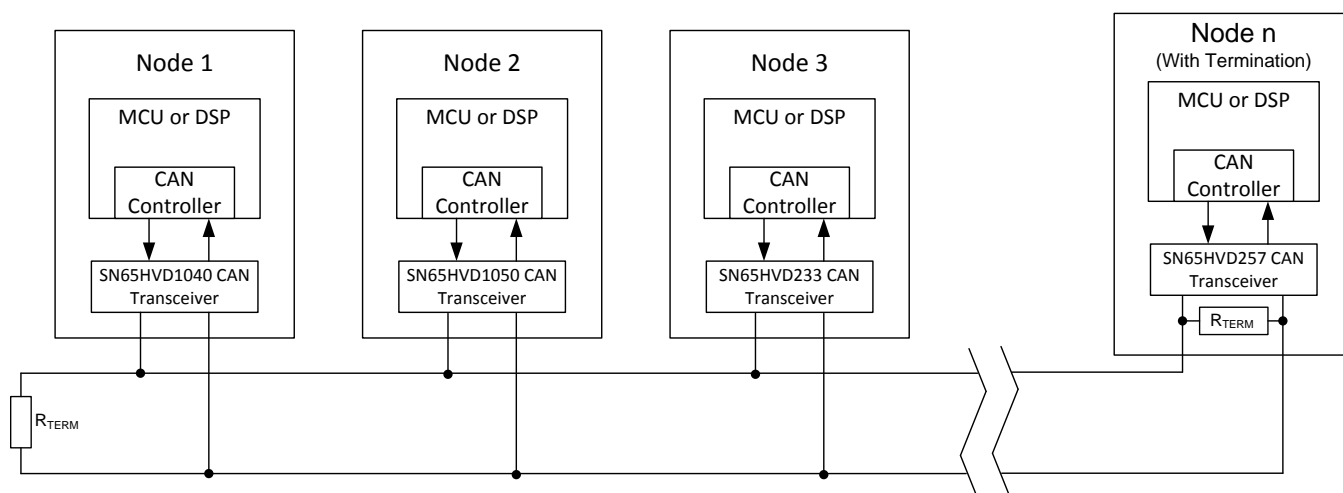 Node 1
MCU or DSP
CAN
Controller
SN65HVD1040 CAN
Transceiver
Node 2
MCU or DSP
CAN
Controller
SN65HVD1050 CAN
Transceiver
Node 3
MCU or DSP
CAN
Controller
SN65HVD233 CAN
Transceiver
Node n
(With Termination)
MCU or DSP
CAN
Controller
SN65HVD257 CAN
Transceiver
RTERM
RTERM